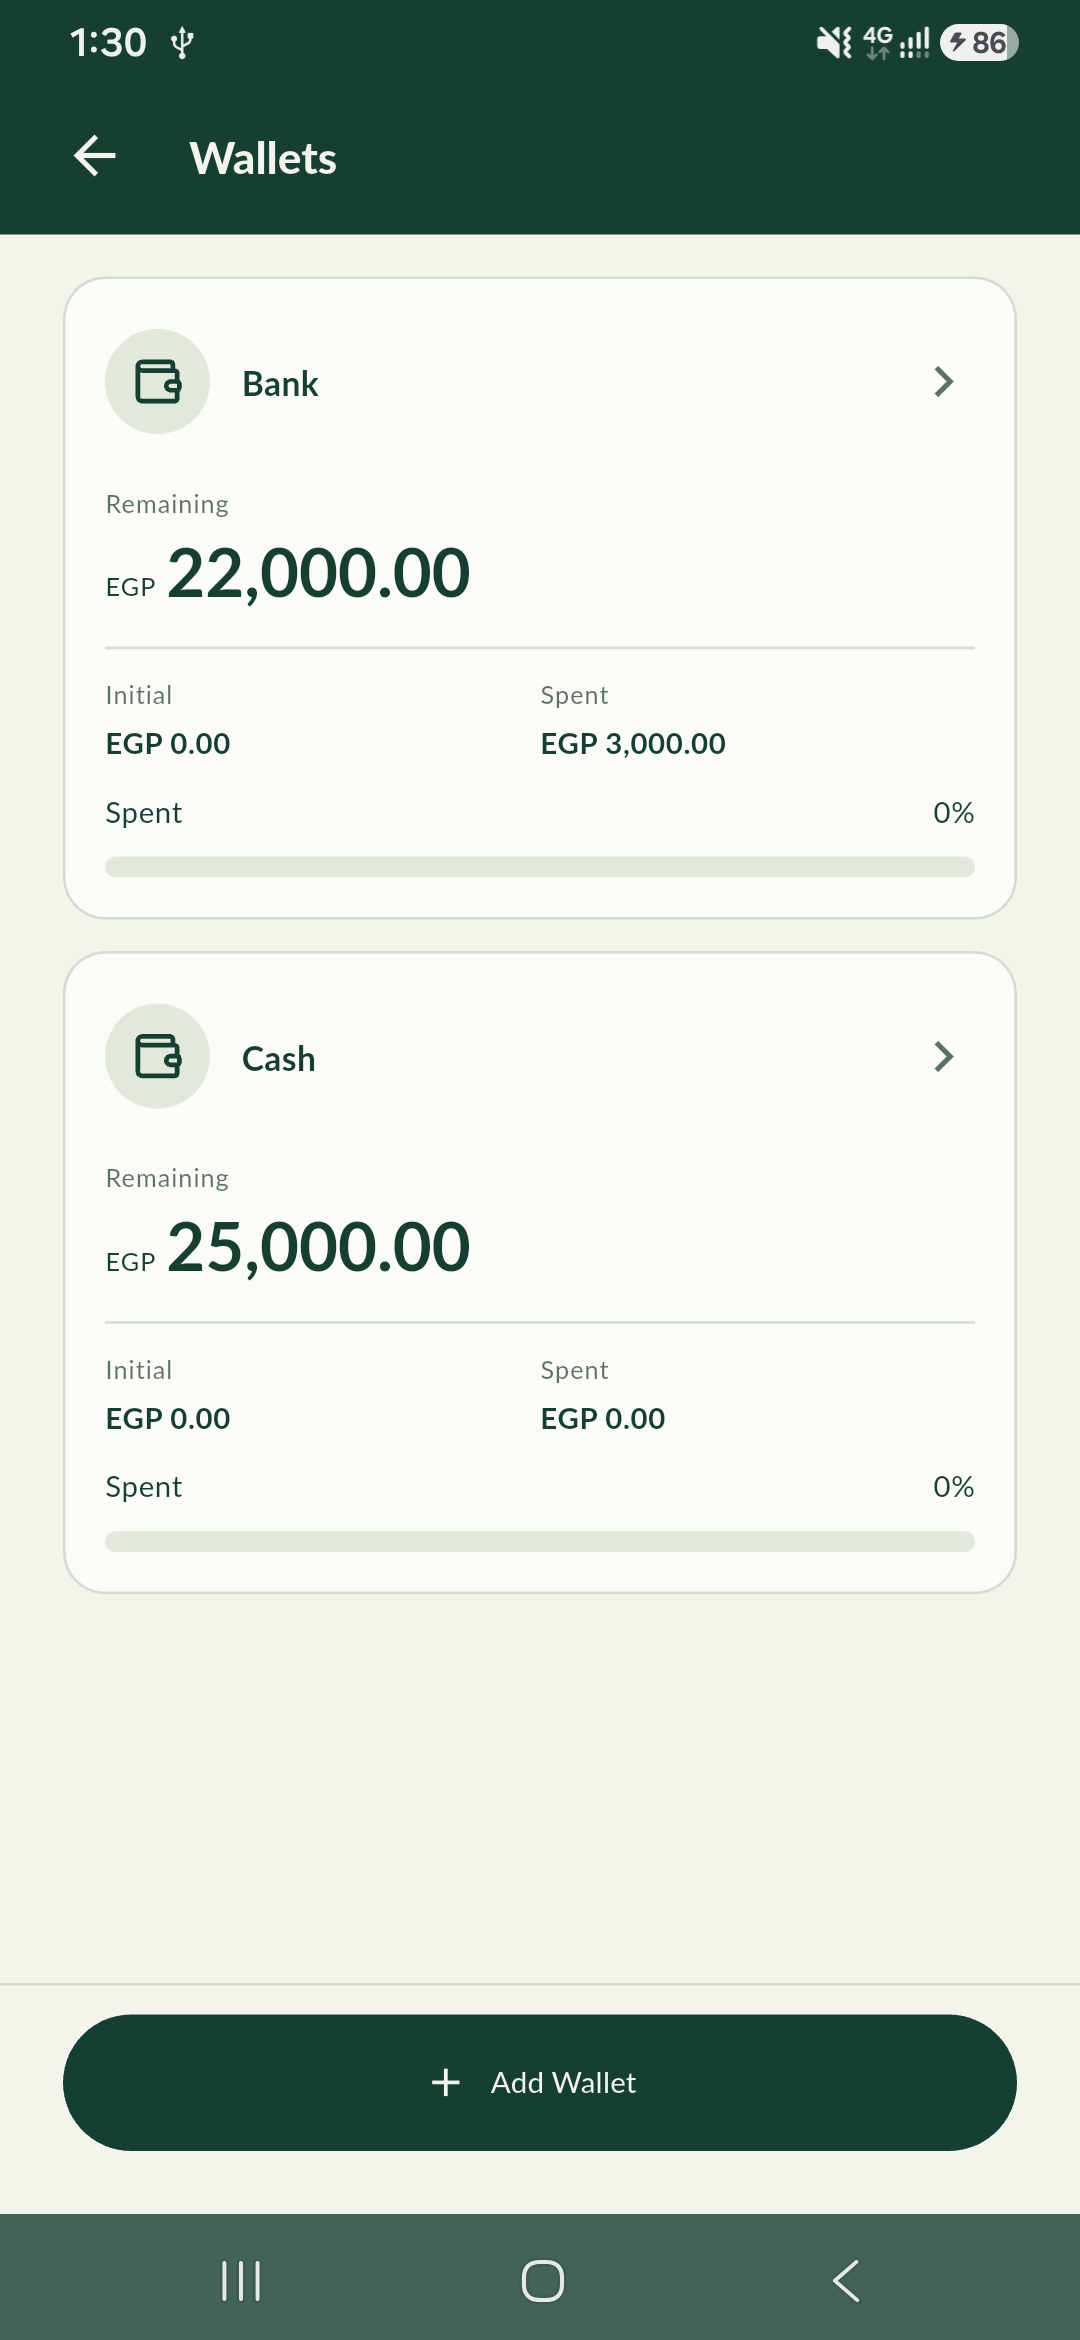 1:30
4G
86
Wallets
Bank
Remaining
EGP 22,000.00
Initial
Spent
EGP 0.00
EGP 3,000.00
Spent
0%
Cash
Remaining
EGP 25,000.00
Initial
Spent
EGP 0.00
EGP 0.00
Spent
0%
Add Wallet